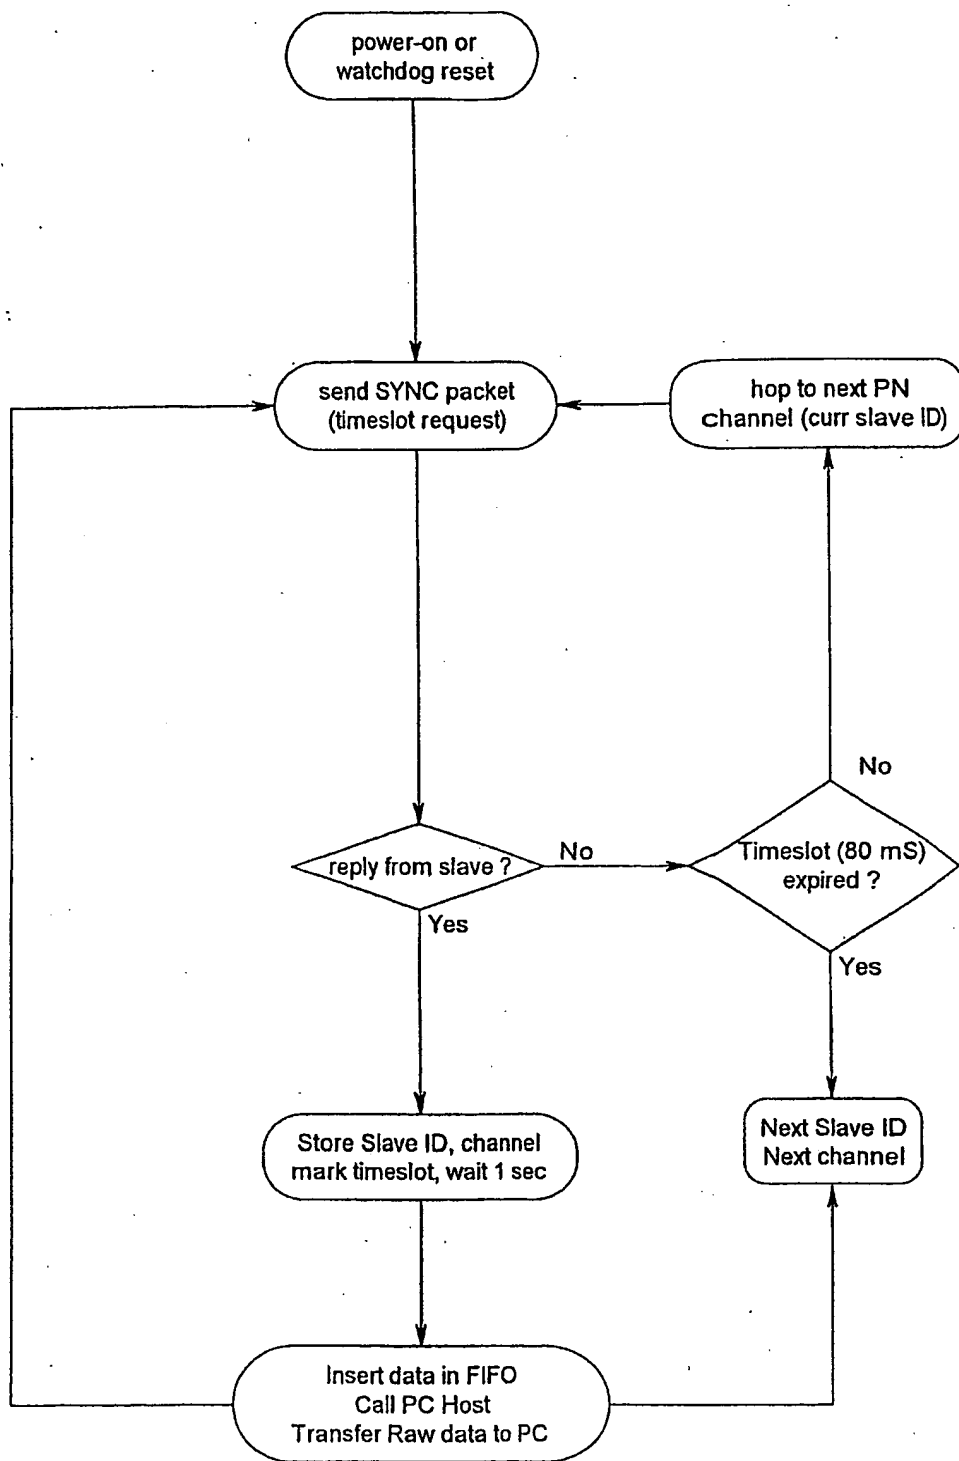 power-on or
watchdog reset
send SYNC packet
(timeslot request)
hop to next PN
channel (curr slave ID)
No
reply from slave ?
No
Timeslot (80 mS)
expired ?
Yes
Yes
Store Slave ID, channel
mark timeslot, wait 1 sec
Next Slave ID
Next channel
Insert data in FIFO
Call PC Host
Transfer Raw data to PC